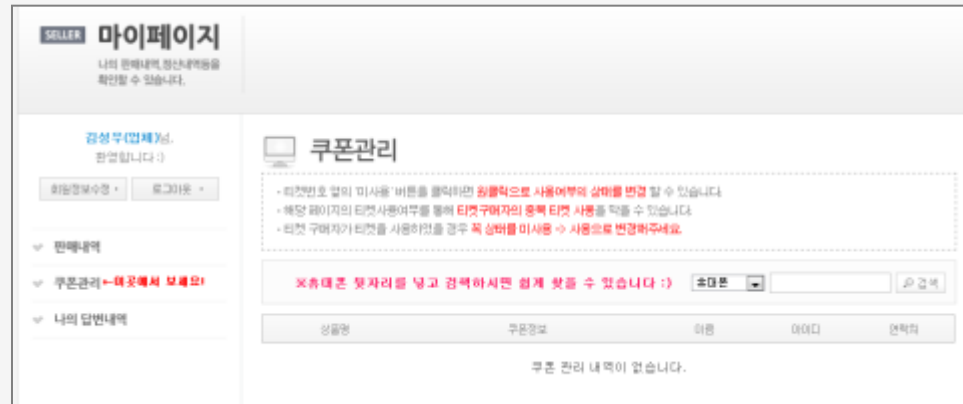 SELLER 마이페이지
나의 판매내역,정산내역등을
확인할 수 있습니다.
김성우(업체)님,
환영합니다 :)
회원정보수정
로그아웃
판매내역
쿠폰관리←이곳에서 보세요!
나의 답변내역
쿠폰관리
- 티켓번호 옆의 '미사용' 버튼을 클릭하면 원클릭으로 사용여부의 상태를 변경 할 수 있습니다.
- 해당 페이지의 티켓사용여부를 통해 티켓구매자의 중복 티켓 사용을 막을 수 있습니다.
- 티켓 구매자가 티켓을 사용하였을 경우 꼭 상태를 미사용 -> 사용으로 변경해주세요.
※휴대폰 뒷자리를 넣고 검색하시면 쉽게 찾을 수 있습니다 :)
휴대폰
검색
상품명 쿠폰정보 이름 아이디 연락처
쿠폰 관리 내역이 없습니다.